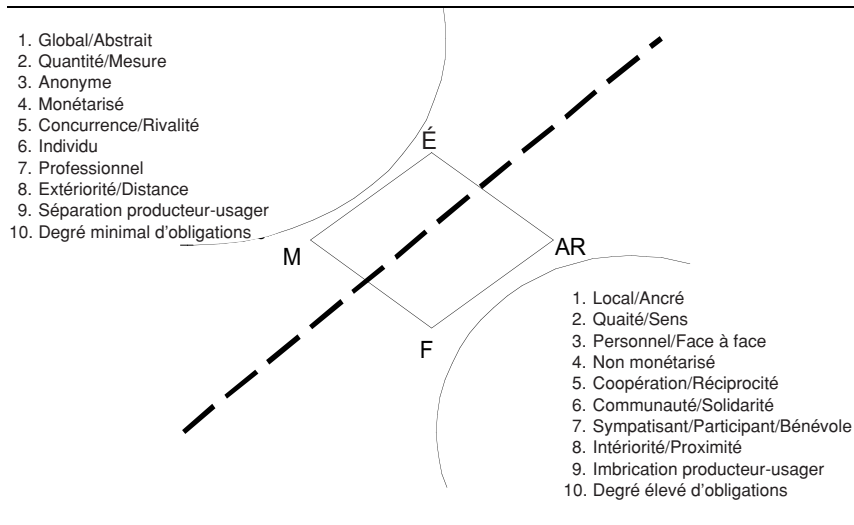 1. Global/Abstrait
2. Quantité/Mesure
3. Anonyme
4. Monétarisé
5. Concurrence/Rivalité
6. Individu
7. Professionnel
8. Extériorité/Distance
9. Séparation producteur-usager
10. Degré minimal d'obligations
É
M
AR
F
1. Local/Ancré
2. Quaité/Sens
3. Personnel/Face à face
4. Non monétarisé
5. Coopération/Réciprocité
6. Communauté/Solidarité
7. Sympatisant/Participant/Bénévole
8. Intériorité/Proximité
9. Imbrication producteur-usager
10. Degré élevé d'obligations